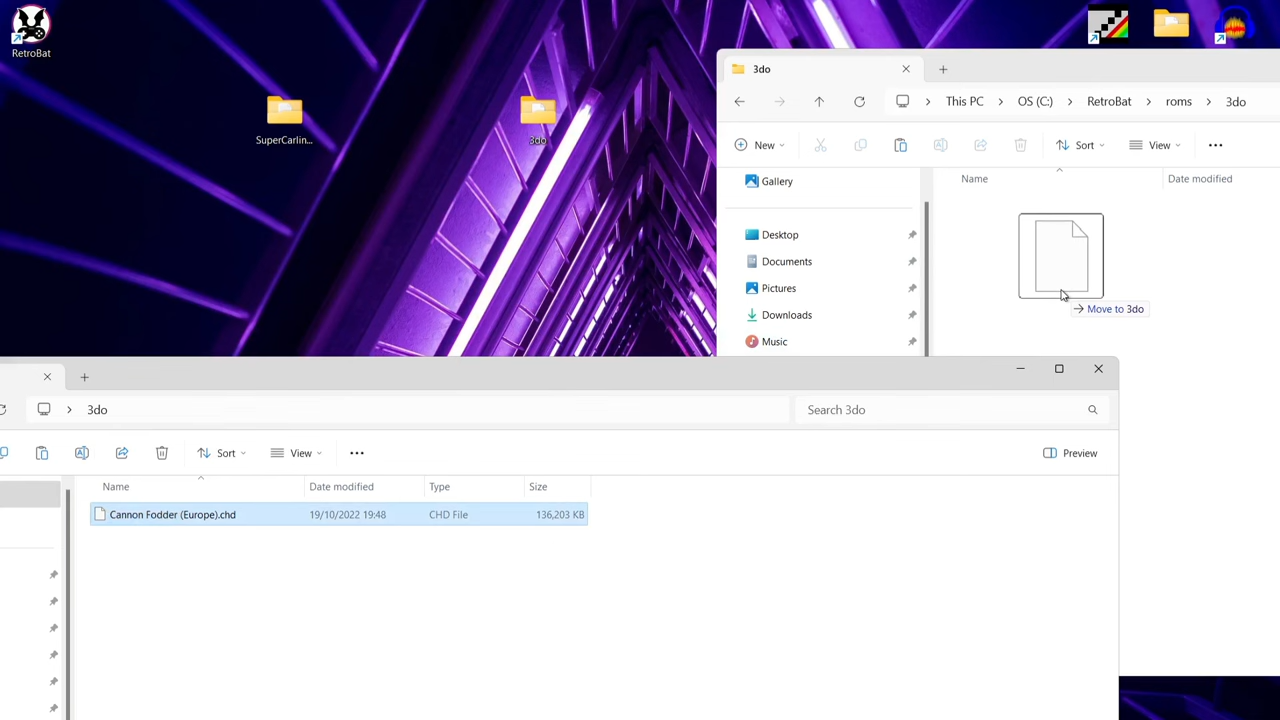 RetroBat
SuperCarlin...
3do
3do
This PC
OS (C:)
RetroBat
roms
3do
New
Sort
View
Gallery
Name
Date modified
Desktop
Documents
Pictures
Downloads
Music
Move to 3do
3do
Search 3do
Sort
View
Preview
Name
Date modified
Type
Size
Cannon Fodder (Europe).chd
19/10/2022 19:48
CHD File
136,203 KB